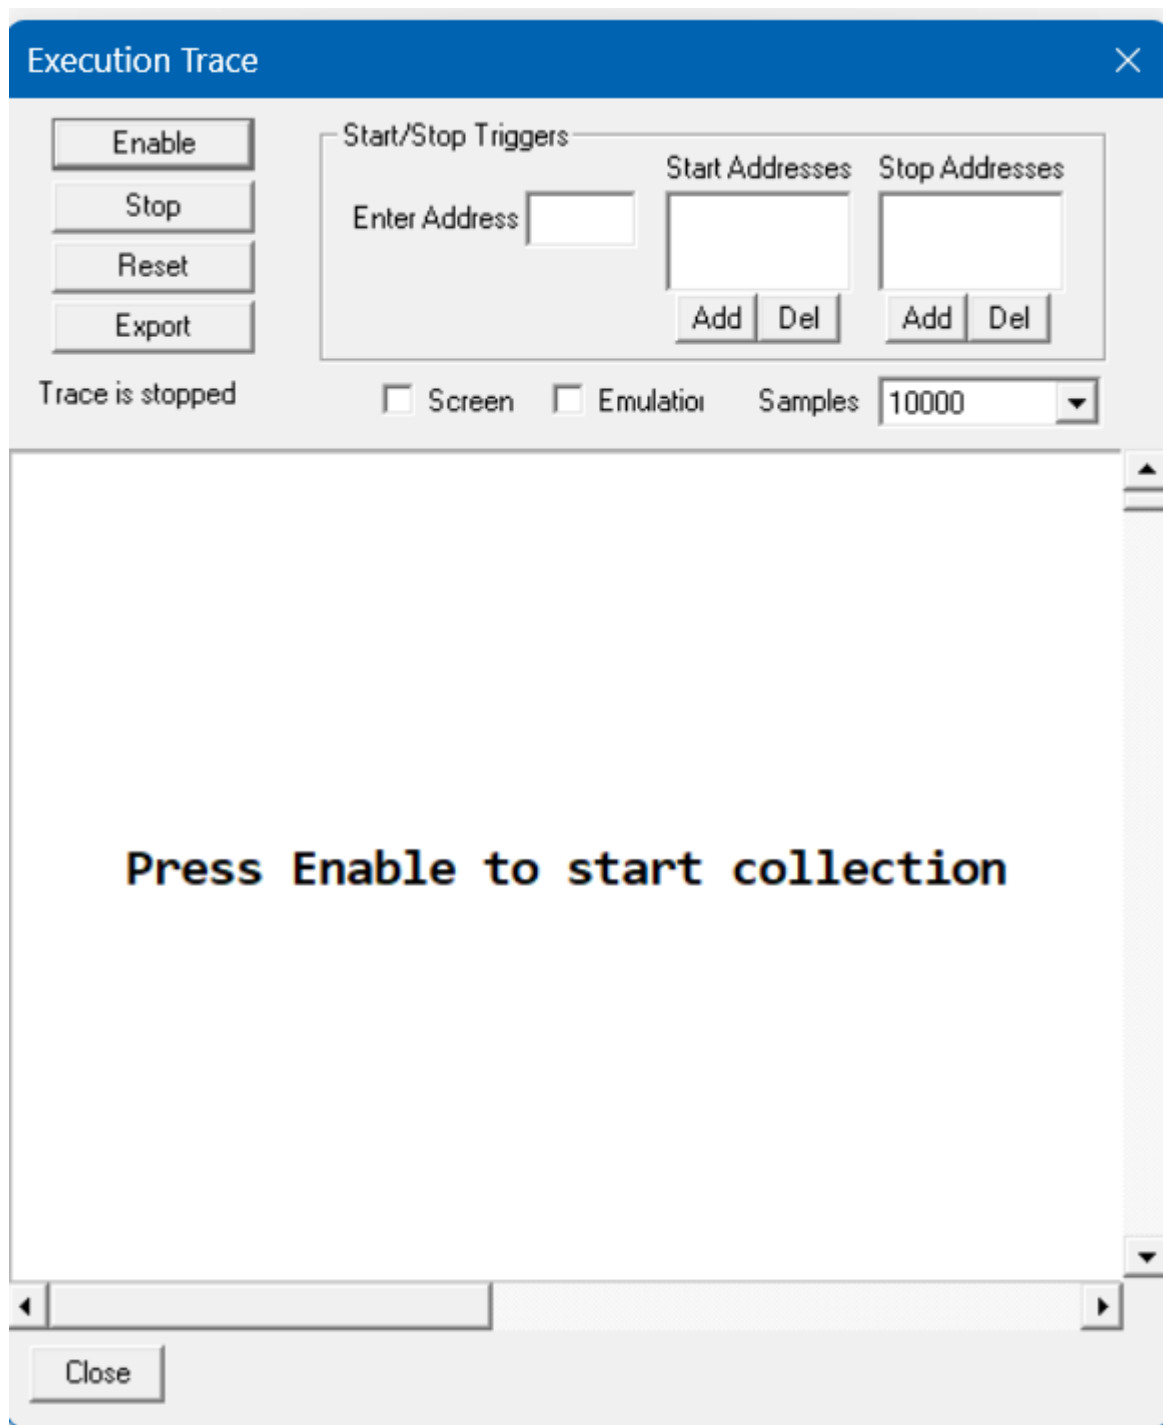 Execution Trace
Enable
Stop
Reset
Export
Trace is stopped
Start/Stop Triggers
Enter Address
Start Addresses
Add Del
Stop Addresses
Add Del
Screen
Emulation
Samples 10000
Press Enable to start collection
Close